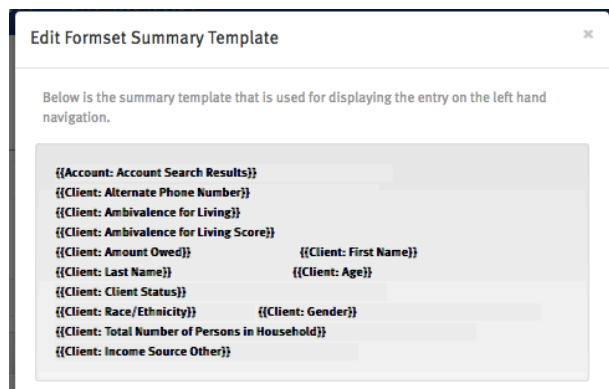 Edit Formset Summary Template ×
Below is the summary template that is used for displaying the entry on the left hand
navigation.
{{Account: Account Search Results}}
{{Client: Alternate Phone Number}}
{{Client: Ambivalence for Living}}
{{Client: Ambivalence for Living Score}}
{{Client: Amount Owed}} {{Client: First Name}}
{{Client: Last Name}} {{Client: Age}}
{{Client: Client Status}}
{{Client: Race/Ethnicity}} {{Client: Gender}}
{{Client: Total Number of Persons in Household}}
{{Client: Income Source Other}}